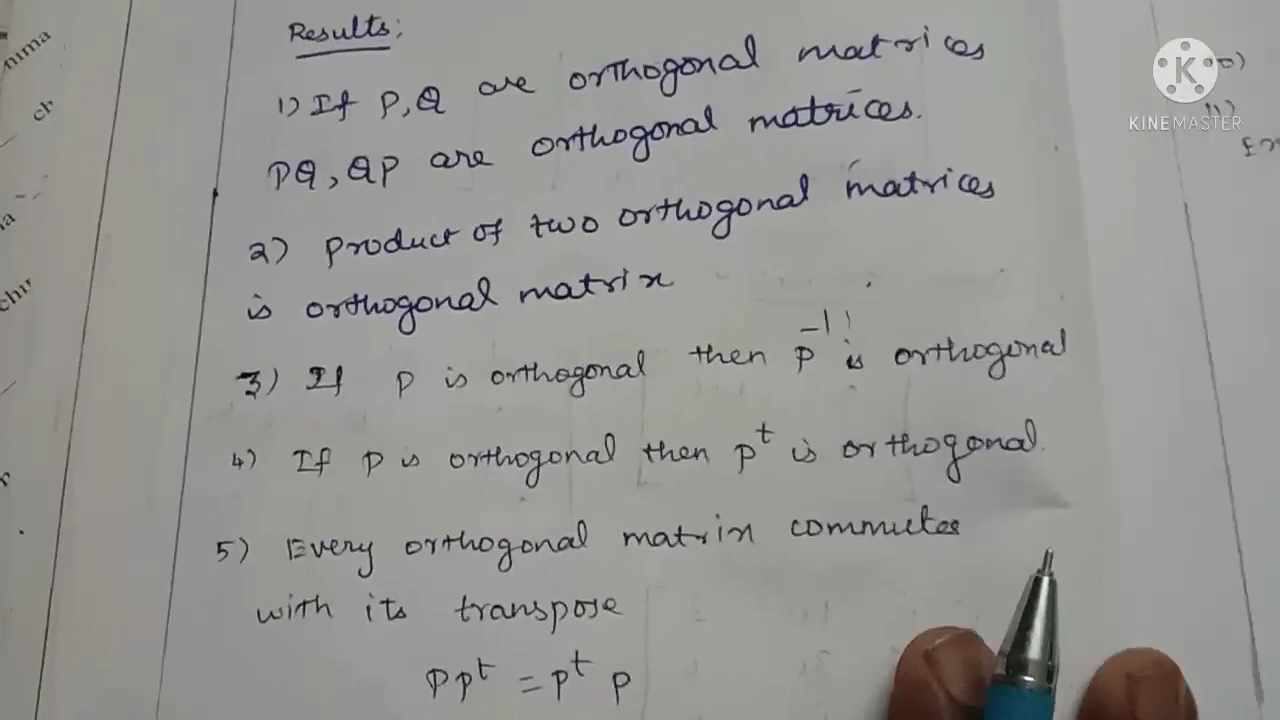 Results:
1) If P, Q are orthogonal matrices
PQ, QP are orthogonal matrices.
2) product of two orthogonal matrices
is orthogonal matrix
3) If P is orthogonal then P⁻¹ is orthogonal
4) If P is orthogonal then Pᵗ is orthogonal.
5) Every orthogonal matrix commutes
with its transpose
P Pᵗ = Pᵗ P
K
KINEMASTER